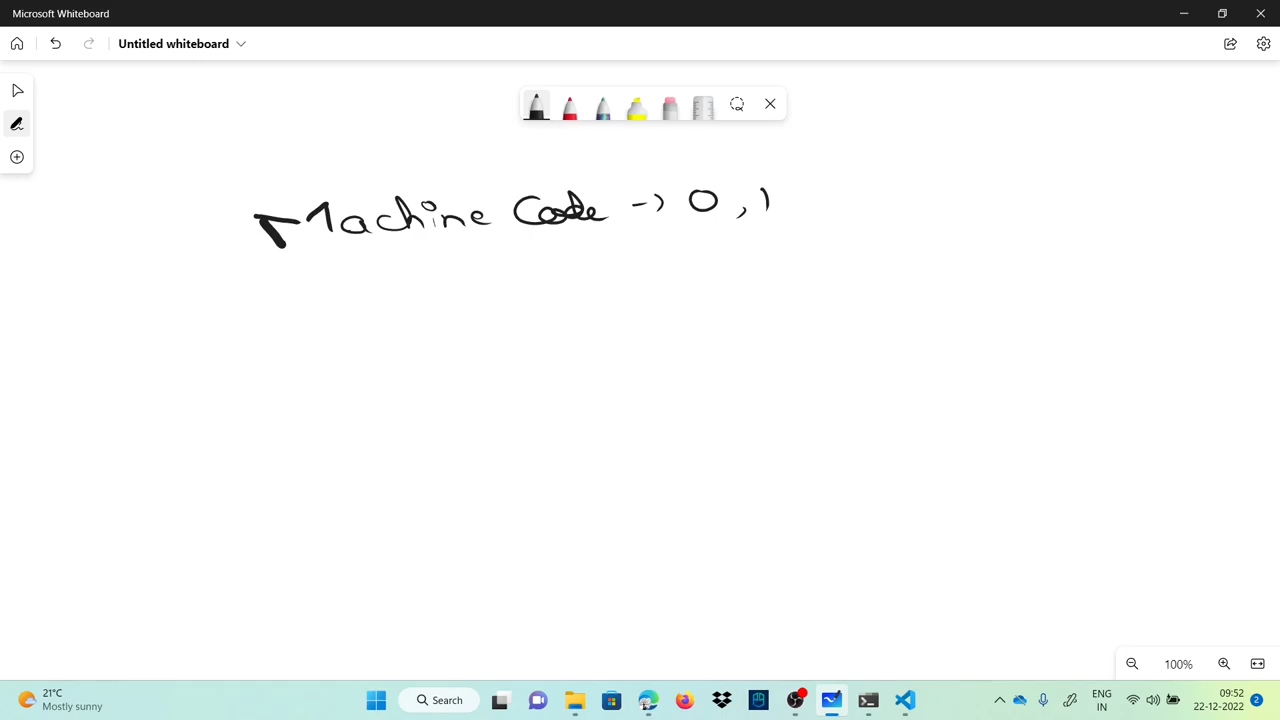 Microsoft Whiteboard
Untitled whiteboard
Machine Code -> 0, 1
100%
21°C
Mostly sunny
Search
ENG
IN
09:52
22-12-2022
2